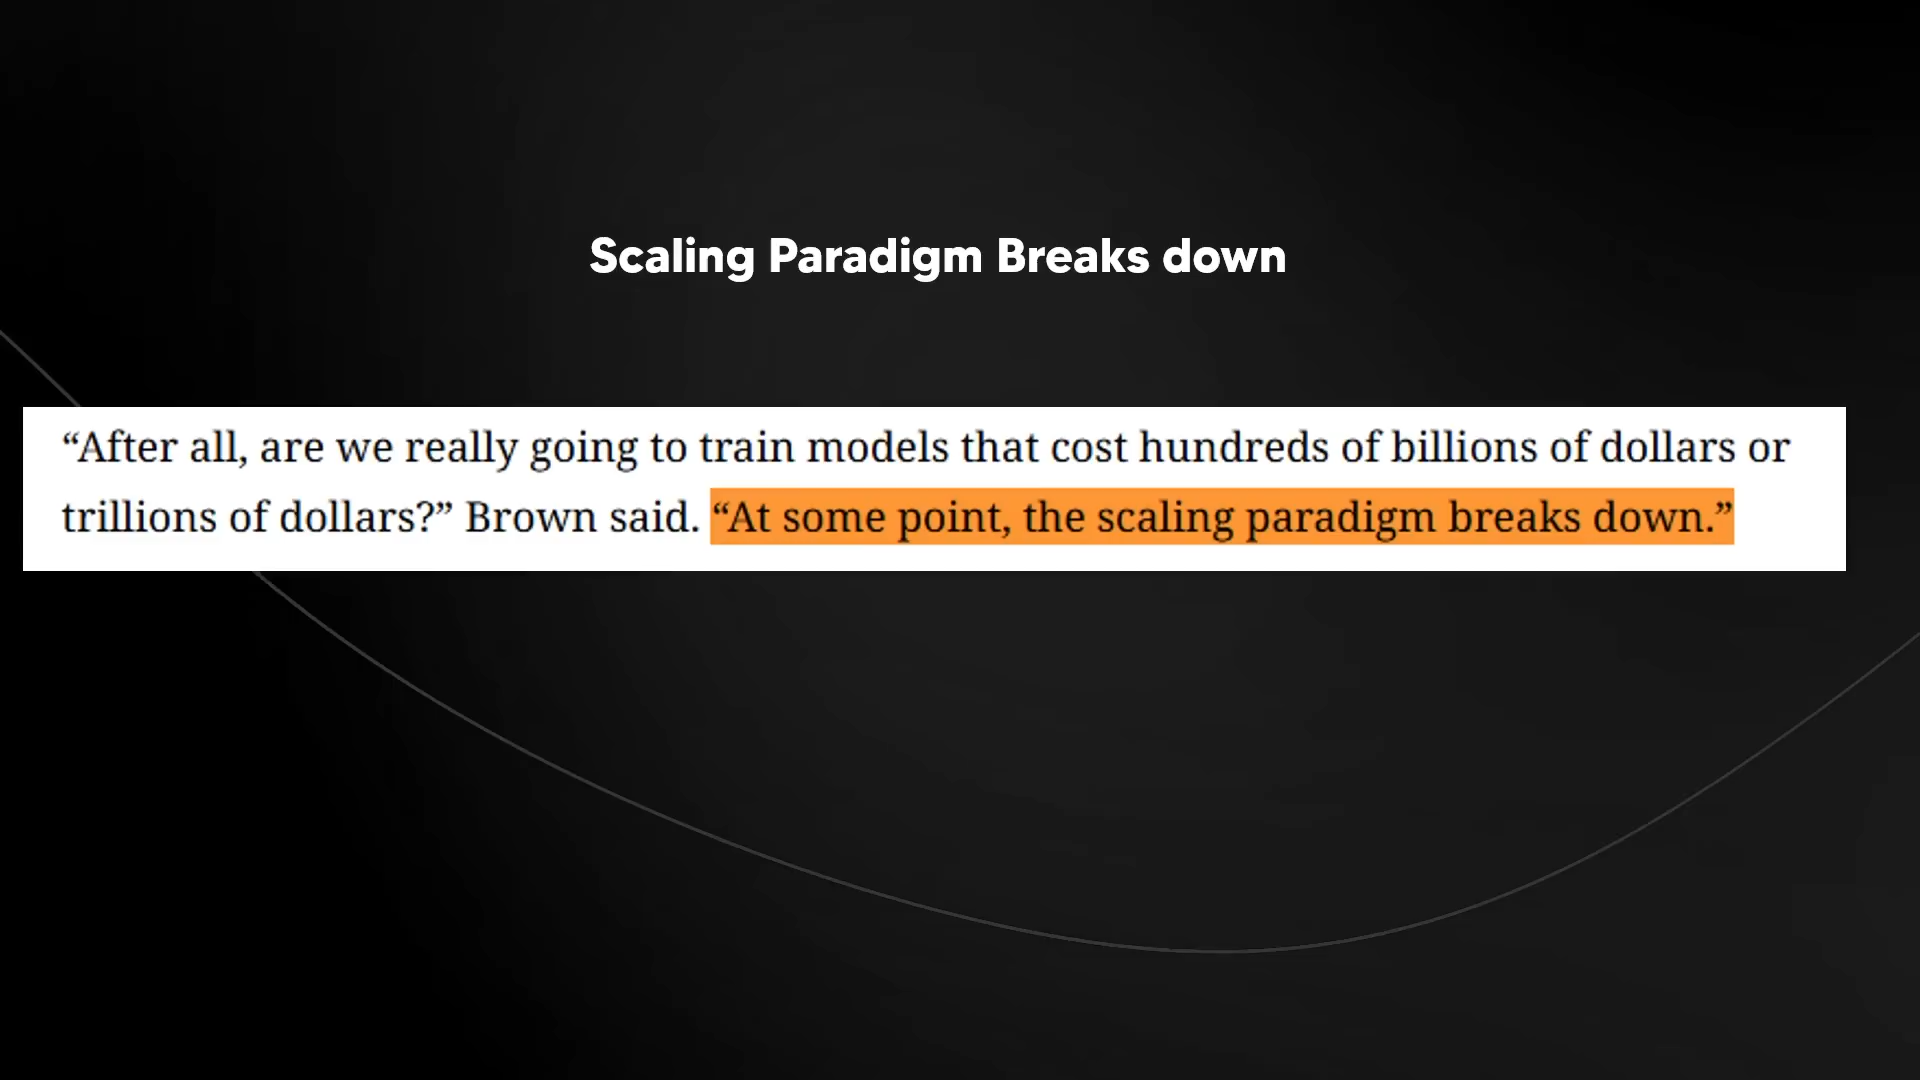 Scaling Paradigm Breaks down
“After all, are we really going to train models that cost hundreds of billions of dollars or
trillions of dollars?” Brown said. “At some point, the scaling paradigm breaks down.”